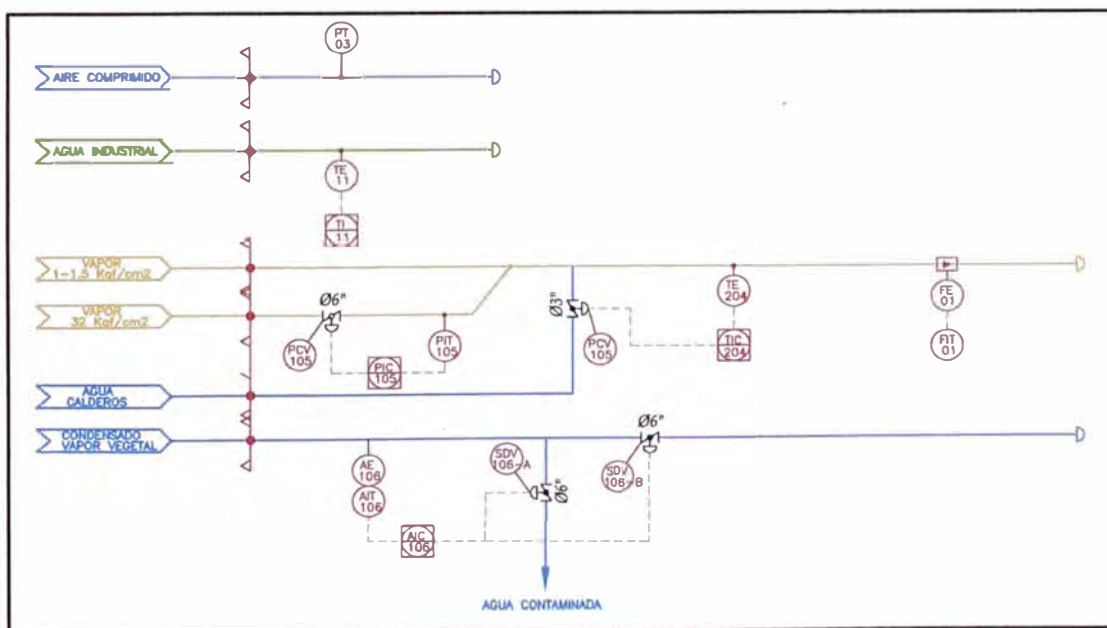 PT
03
AIRE COMPRIMIDO
AGUA INDUSTRIAL
TE
11
TI
11
VAPOR
1-1.5 Kgf/cm2
TE
204
FE
01
VAPOR
32 Kgf/cm2
Ø6"
Ø3"
PCV
105
PIT
105
PCV
105
TIC
204
FIT
01
PIC
105
AGUA
CALDEROS
CONDENSADO
VAPOR VEGETAL
Ø6"
AE
106
SDV
106-A
SDV
106-B
AIT
106
Ø6"
AIC
106
AGUA CONTAMINADA